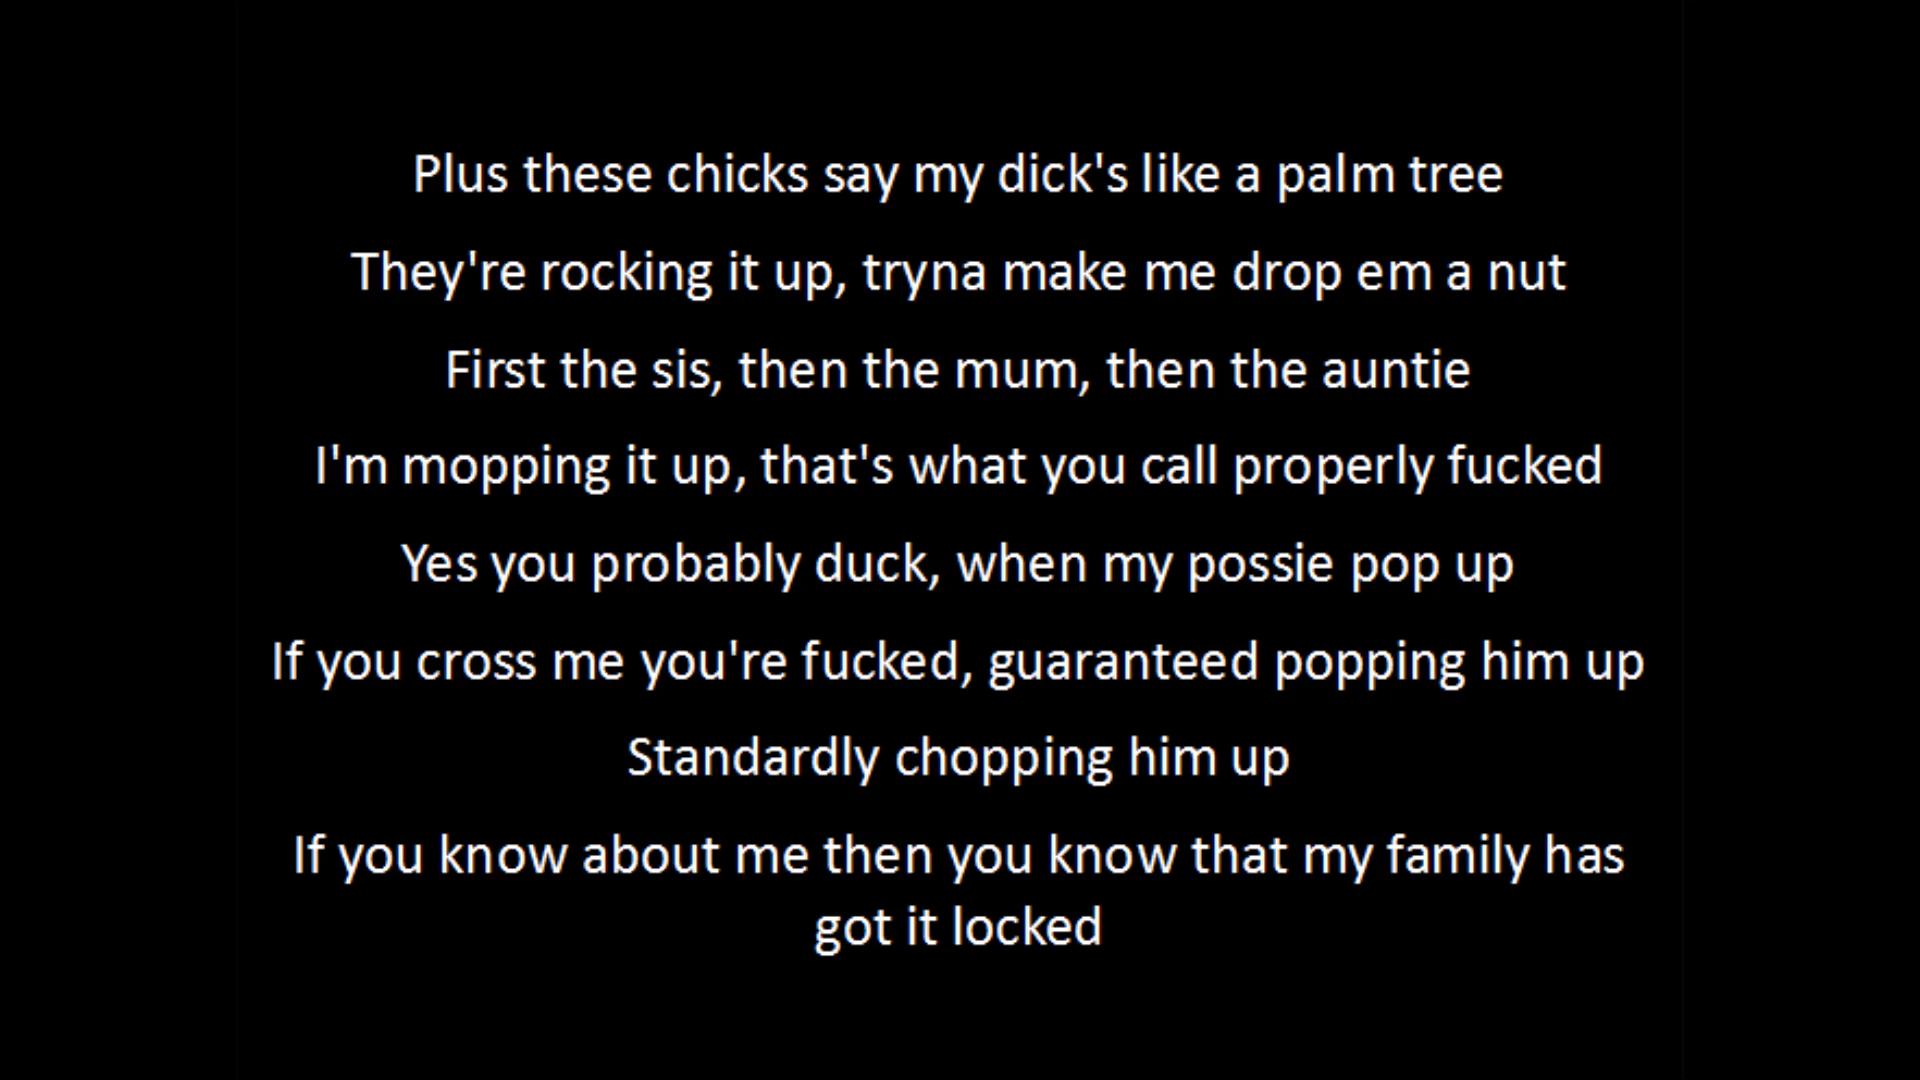 Plus these chicks say my dick's like a palm tree
They're rocking it up, tryna make me drop em a nut
First the sis, then the mum, then the auntie
I'm mopping it up, that's what you call properly fucked
Yes you probably duck, when my possie pop up
If you cross me you're fucked, guaranteed popping him up
Standardly chopping him up
If you know about me then you know that my family has
got it locked